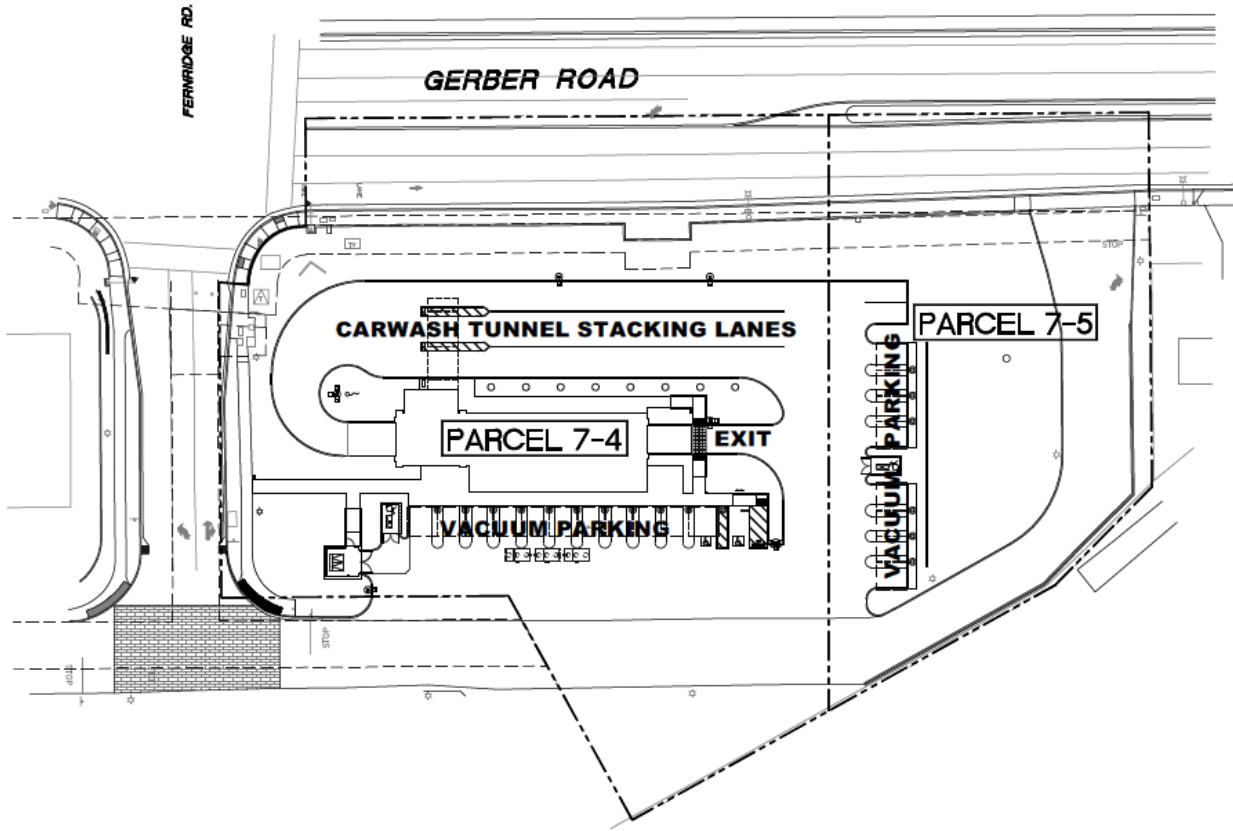 FERNRIDGE RD.
GERBER ROAD
STOP
CARWASH TUNNEL STACKING LANES
PARCEL 7-5
VACUUM PARKING
PARCEL 7-4
EXIT
VACUUM PARKING
VACUUM PARKING
STOP
STOP